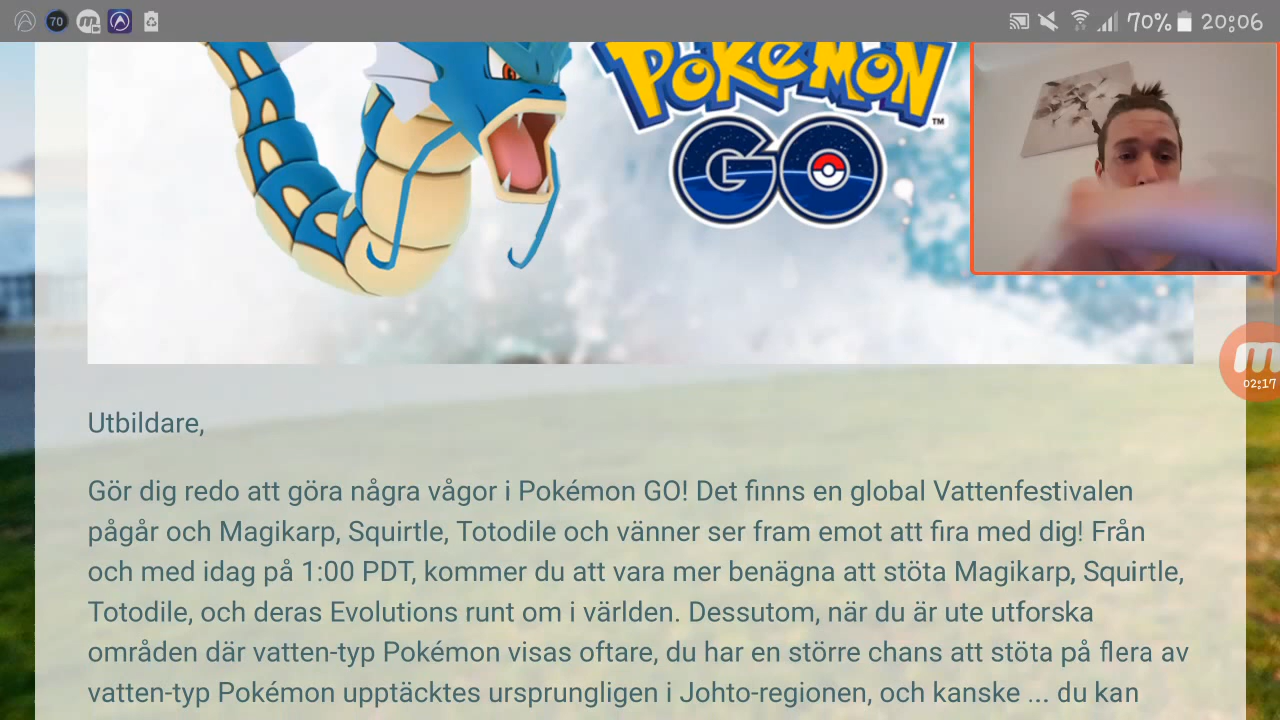 70
70% 20:06
POKéMON
GO
TM
02:17
Utbildare,
Gör dig redo att göra några vågor i Pokémon GO! Det finns en global Vattenfestivalen
pågår och Magikarp, Squirtle, Totodile och vänner ser fram emot att fira med dig! Från
och med idag på 1:00 PDT, kommer du att vara mer benägna att stöta Magikarp, Squirtle,
Totodile, och deras Evolutions runt om i världen. Dessutom, när du är ute utforska
områden där vatten-typ Pokémon visas oftare, du har en större chans att stöta på flera av
vatten-typ Pokémon upptäcktes ursprungligen i Johto-regionen, och kanske ... du kan